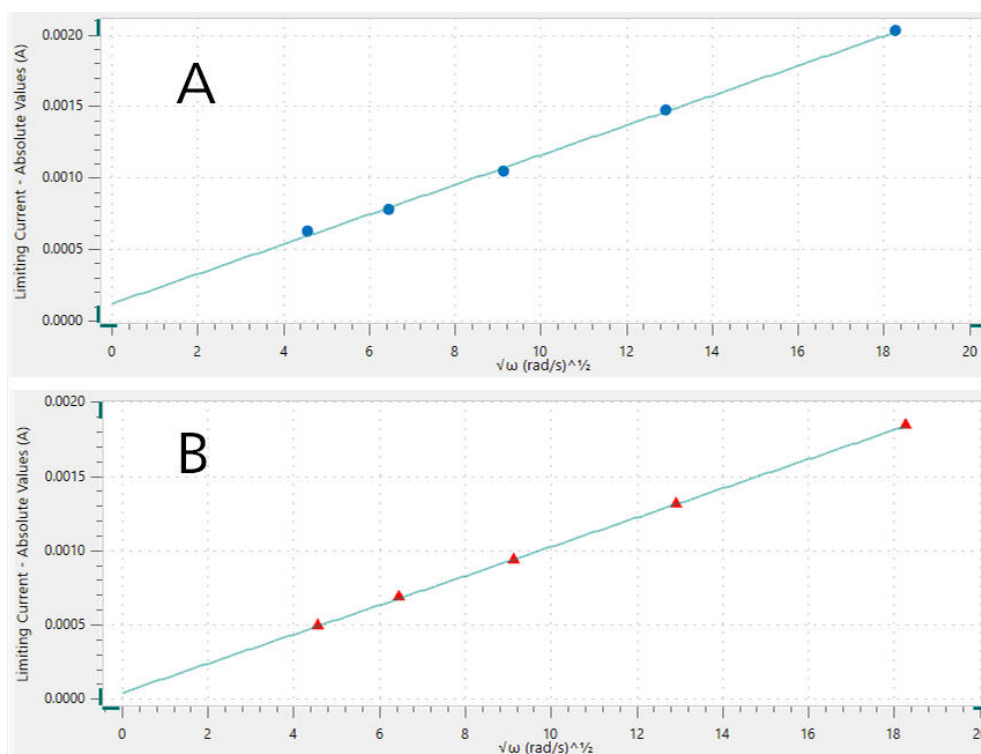 A
Limiting Current - Absolute Values (A)
0.0020
0.0015
0.0010
0.0005
0.0000
0 2 4 6 8 10 12 14 16 18 20
√ω (rad/s)^½
B
Limiting Current - Absolute Values (A)
0.0020
0.0015
0.0010
0.0005
0.0000
0 2 4 6 8 10 12 14 16 18 20
√ω (rad/s)^½